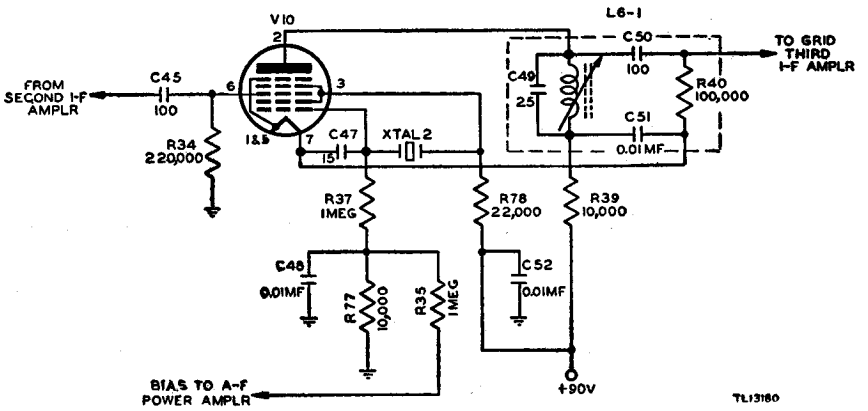 V10
2
L6-1
C50
100
TO GRID
THIRD
I-F AMPLR
FROM
SECOND I-F
AMPLR
C45
100
6
3
C49
25
R40
100,000
R34
220,000
1&5
7
C47
15
XTAL 2
C51
0.01MF
R37
1MEG
R78
22,000
R39
10,000
C48
0.01MF
R77
10,000
R35
1MEG
C52
0.01MF
BIAS TO A-F
POWER AMPLR
+90V
TL13180